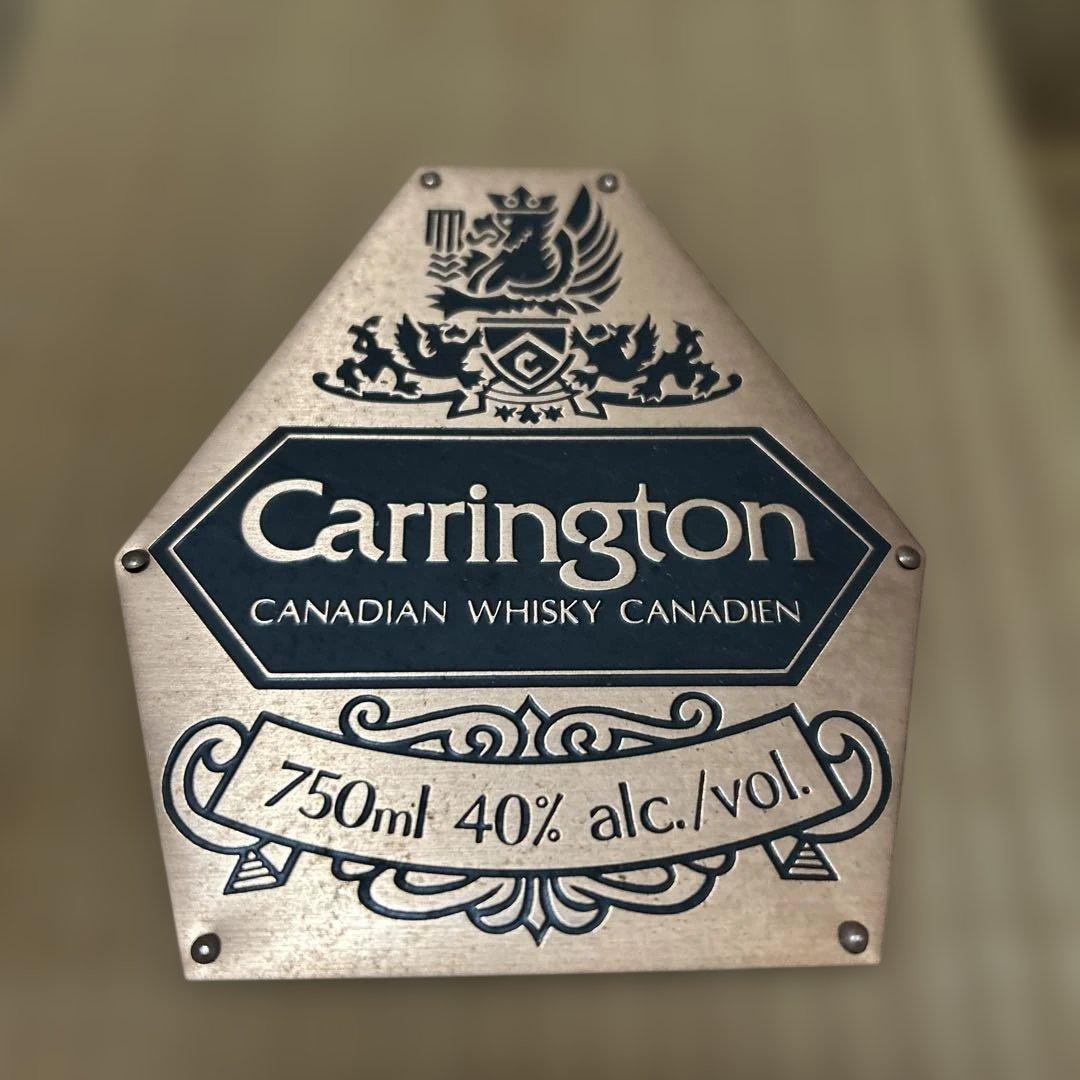 C
Carrington
CANADIAN WHISKY CANADIEN
750ml 40% alc./vol.